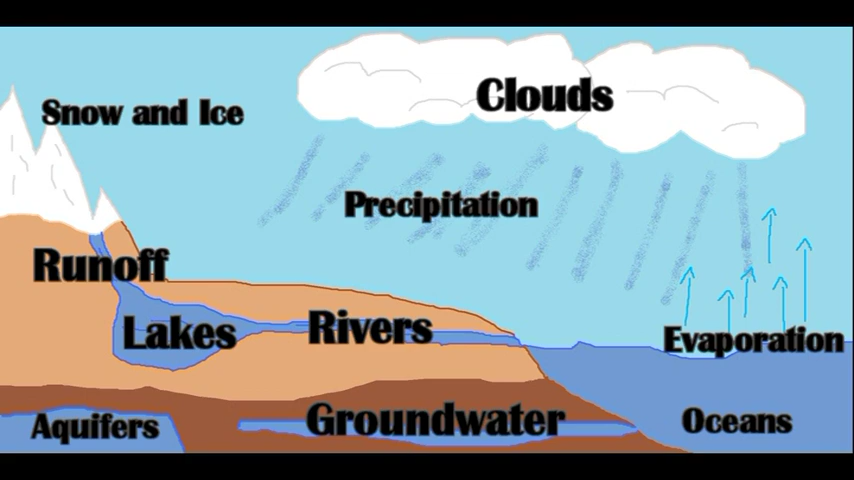 Clouds
Snow and Ice
Precipitation
Runoff
Lakes
Rivers
Evaporation
Aquifers
Groundwater
Oceans